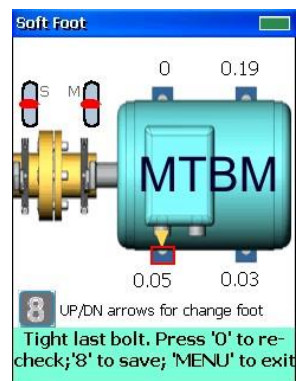 Soft Foot
0 0.19
S M
MTBM
0.05 0.03
8 UP/DN arrows for change foot
Tight last bolt. Press '0' to re-
check;'8' to save; 'MENU' to exit